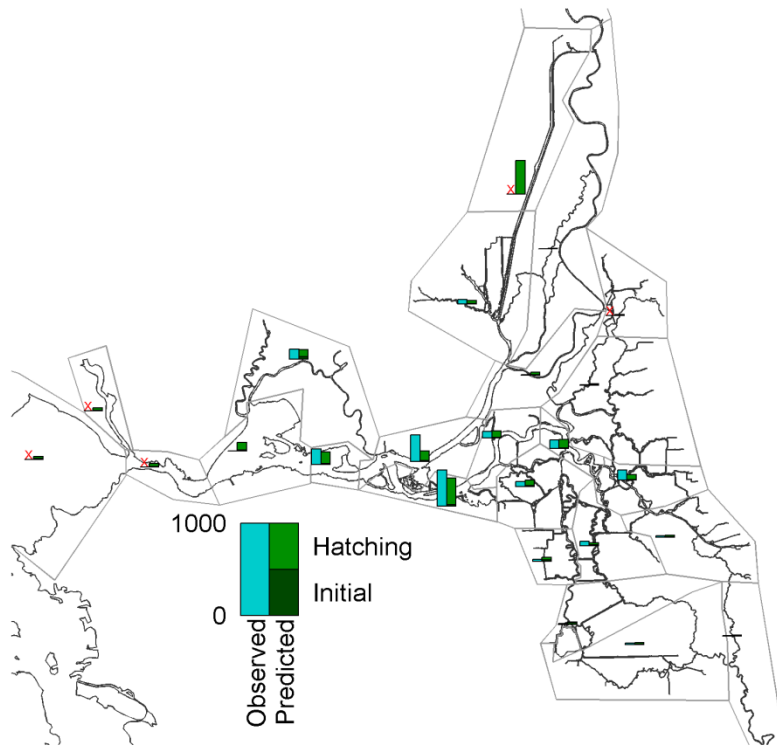 X
X
X
X
X
1000
Hatching
Initial
0
Observed
Predicted